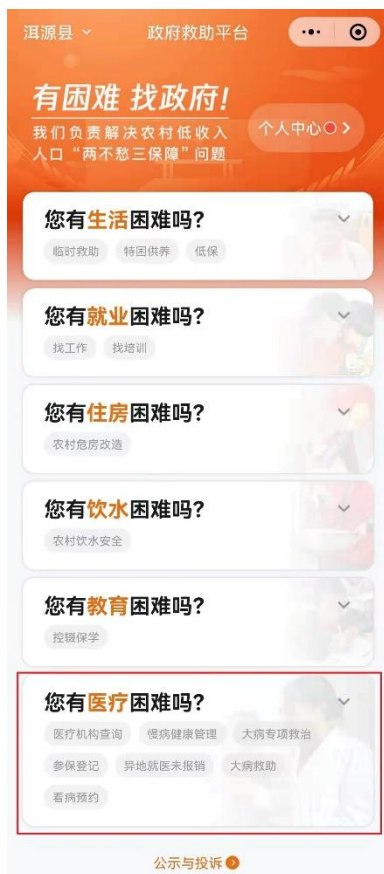 洱源县 政府救助平台
有困难 找政府!
我们负责解决农村低收入
人口“两不愁三保障”问题
个人中心
您有生活困难吗?
临时救助 特困供养 低保
您有就业困难吗?
找工作 找培训
您有住房困难吗?
农村危房改造
您有饮水困难吗?
农村饮水安全
您有教育困难吗?
控辍保学
您有医疗困难吗?
医疗机构查询 慢病健康管理 大病专项救治
参保登记 异地就医未报销 大病救助
看病预约
公示与投诉